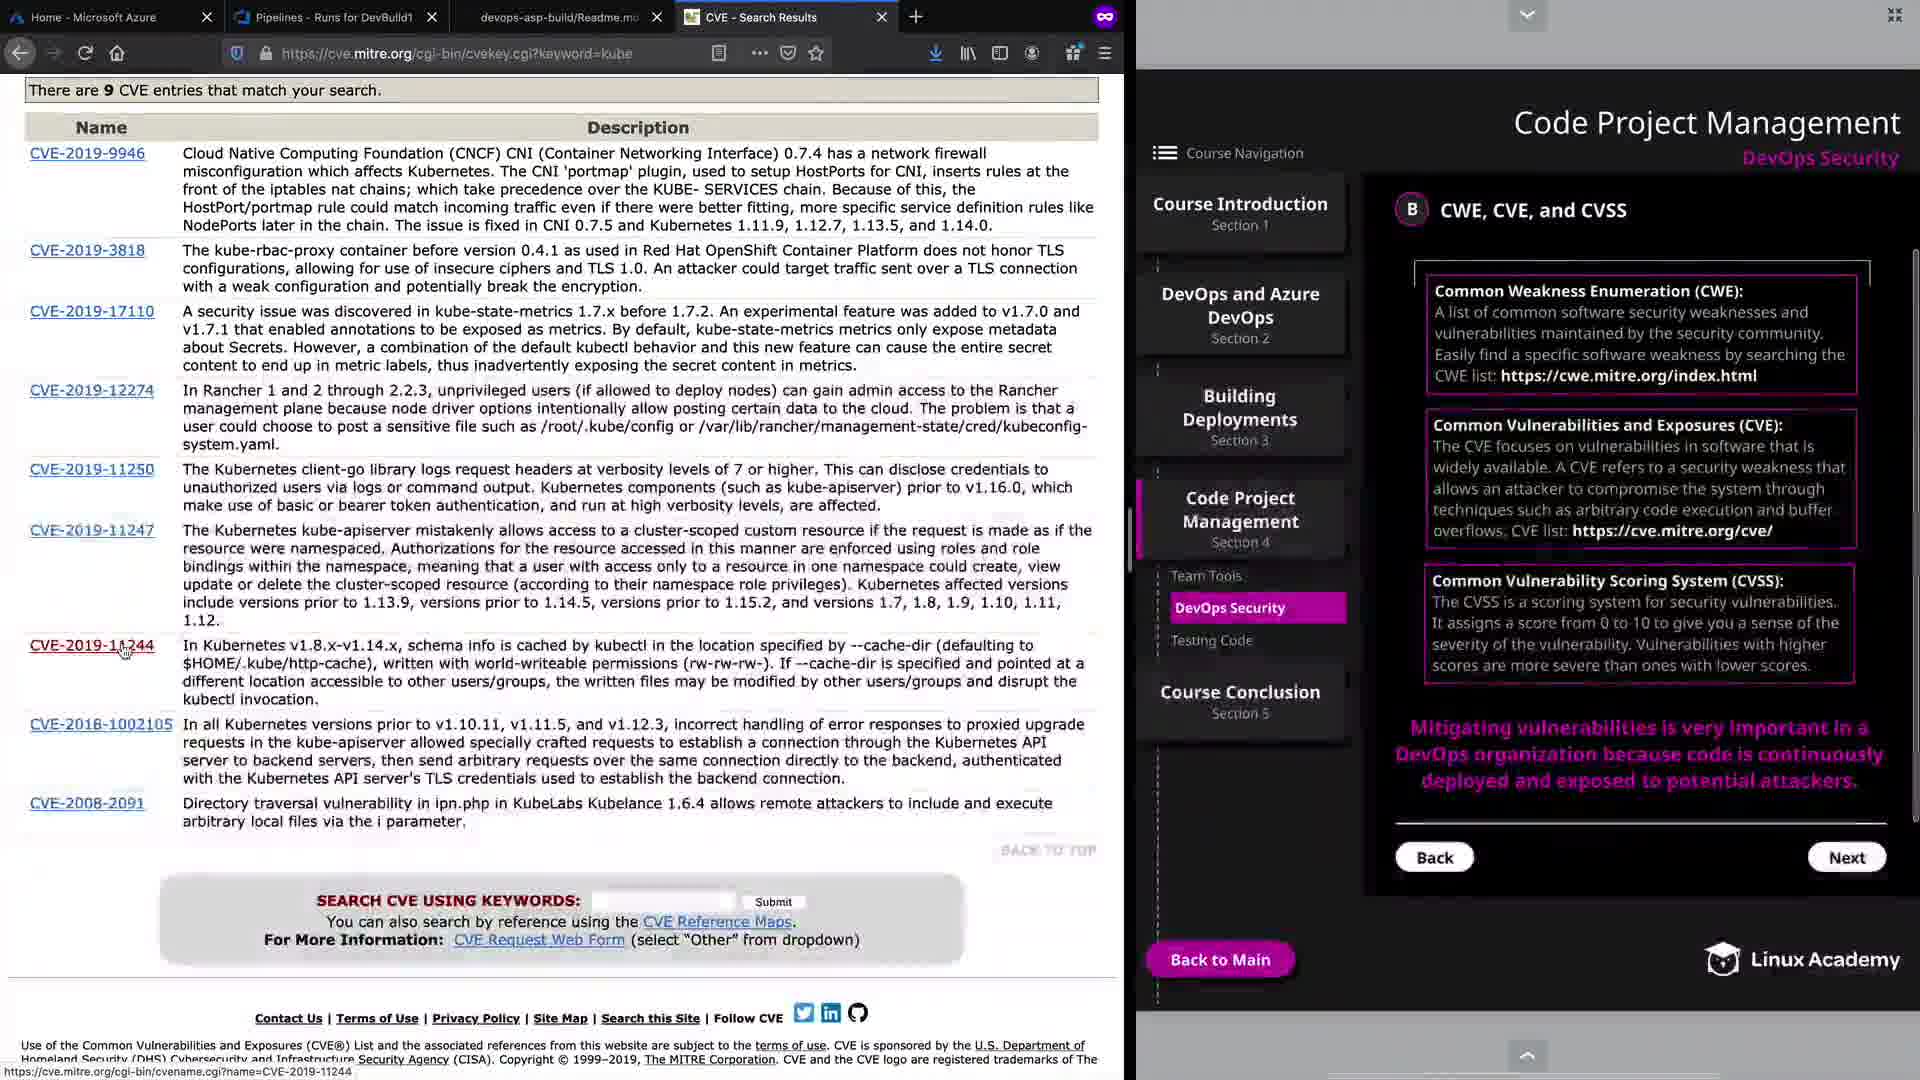 Home - Microsoft Azure
Pipelines - Runs for DevBuild1
devops-asp-build/Readme.mo
CVE - Search Results
https://cve.mitre.org/cgi-bin/cvekey.cgi?keyword=kube
There are 9 CVE entries that match your search.
Name
Description
CVE-2019-9946
Cloud Native Computing Foundation (CNCF) CNI (Container Networking Interface) 0.7.4 has a network firewall
misconfiguration which affects Kubernetes. The CNI 'portmap' plugin, used to setup HostPorts for CNI, inserts rules at the
front of the iptables nat chains; which take precedence over the KUBE- SERVICES chain. Because of this, the
HostPort/portmap rule could match incoming traffic even if there were better fitting, more specific service definition rules like
NodePorts later in the chain. The issue is fixed in CNI 0.7.5 and Kubernetes 1.11.9, 1.12.7, 1.13.5, and 1.14.0.
CVE-2019-3818
The kube-rbac-proxy container before version 0.4.1 as used in Red Hat OpenShift Container Platform does not honor TLS
configurations, allowing for use of insecure ciphers and TLS 1.0. An attacker could target traffic sent over a TLS connection
with a weak configuration and potentially break the encryption.
CVE-2019-17110
A security issue was discovered in kube-state-metrics 1.7.x before 1.7.2. An experimental feature was added to v1.7.0 and
v1.7.1 that enabled annotations to be exposed as metrics. By default, kube-state-metrics metrics only expose metadata
about Secrets. However, a combination of the default kubectl behavior and this new feature can cause the entire secret
content to end up in metric labels, thus inadvertently exposing the secret content in metrics.
CVE-2019-12274
In Rancher 1 and 2 through 2.2.3, unprivileged users (if allowed to deploy nodes) can gain admin access to the Rancher
management plane because node driver options intentionally allow posting certain data to the cloud. The problem is that a
user could choose to post a sensitive file such as /root/.kube/config or /var/lib/rancher/management-state/cred/kubeconfig-
system.yaml.
CVE-2019-11250
The Kubernetes client-go library logs request headers at verbosity levels of 7 or higher. This can disclose credentials to
unauthorized users via logs or command output. Kubernetes components (such as kube-apiserver) prior to v1.16.0, which
make use of basic or bearer token authentication, and run at high verbosity levels, are affected.
CVE-2019-11247
The Kubernetes kube-apiserver mistakenly allows access to a cluster-scoped custom resource if the request is made as if the
resource were namespaced. Authorizations for the resource accessed in this manner are enforced using roles and role
bindings within the namespace, meaning that a user with access only to a resource in one namespace could create, view
update or delete the cluster-scoped resource (according to their namespace role privileges). Kubernetes affected versions
include versions prior to 1.13.9, versions prior to 1.14.5, versions prior to 1.15.2, and versions 1.7, 1.8, 1.9, 1.10, 1.11,
1.12.
CVE-2019-11244
In Kubernetes v1.8.x-v1.14.x, schema info is cached by kubectl in the location specified by --cache-dir (defaulting to
$HOME/.kube/http-cache), written with world-writeable permissions (rw-rw-rw-). If --cache-dir is specified and pointed at a
different location accessible to other users/groups, the written files may be modified by other users/groups and disrupt the
kubectl invocation.
CVE-2018-1002105
In all Kubernetes versions prior to v1.10.11, v1.11.5, and v1.12.3, incorrect handling of error responses to proxied upgrade
requests in the kube-apiserver allowed specially crafted requests to establish a connection through the Kubernetes API
server to backend servers, then send arbitrary requests over the same connection directly to the backend, authenticated
with the Kubernetes API server's TLS credentials used to establish the backend connection.
CVE-2008-2091
Directory traversal vulnerability in ipn.php in KubeLabs Kubelance 1.6.4 allows remote attackers to include and execute
arbitrary local files via the i parameter.
BACK TO TOP
SEARCH CVE USING KEYWORDS:
Submit
You can also search by reference using the CVE Reference Maps.
For More Information: CVE Request Web Form (select "Other" from dropdown)
Contact Us | Terms of Use | Privacy Policy | Site Map | Search this Site | Follow CVE
Use of the Common Vulnerabilities and Exposures (CVE®) List and the associated references from this website are subject to the terms of use. CVE is sponsored by the U.S. Department of
Homeland Security (DHS) Cybersecurity and Infrastructure Security Agency (CISA). Copyright © 1999–2019, The MITRE Corporation. CVE and the CVE logo are registered trademarks of The
https://cve.mitre.org/cgi-bin/cvename.cgi?name=CVE-2019-11244
Code Project Management
DevOps Security
Course Navigation
Course Introduction
Section 1
DevOps and Azure
DevOps
Section 2
Building
Deployments
Section 3
Code Project
Management
Section 4
Team Tools
DevOps Security
Testing Code
Course Conclusion
Section 5
Back to Main
B
CWE, CVE, and CVSS
Common Weakness Enumeration (CWE):
A list of common software security weaknesses and
vulnerabilities maintained by the security community.
Easily find a specific software weakness by searching the
CWE list: https://cwe.mitre.org/index.html
Common Vulnerabilities and Exposures (CVE):
The CVE focuses on vulnerabilities in software that is
widely available. A CVE refers to a security weakness that
allows an attacker to compromise the system through
techniques such as arbitrary code execution and buffer
overflows. CVE list: https://cve.mitre.org/cve/
Common Vulnerability Scoring System (CVSS):
The CVSS is a scoring system for security vulnerabilities.
It assigns a score from 0 to 10 to give you a sense of the
severity of the vulnerability. Vulnerabilities with higher
scores are more severe than ones with lower scores.
Mitigating vulnerabilities is very important in a
DevOps organization because code is continuously
deployed and exposed to potential attackers.
Back
Next
Linux Academy